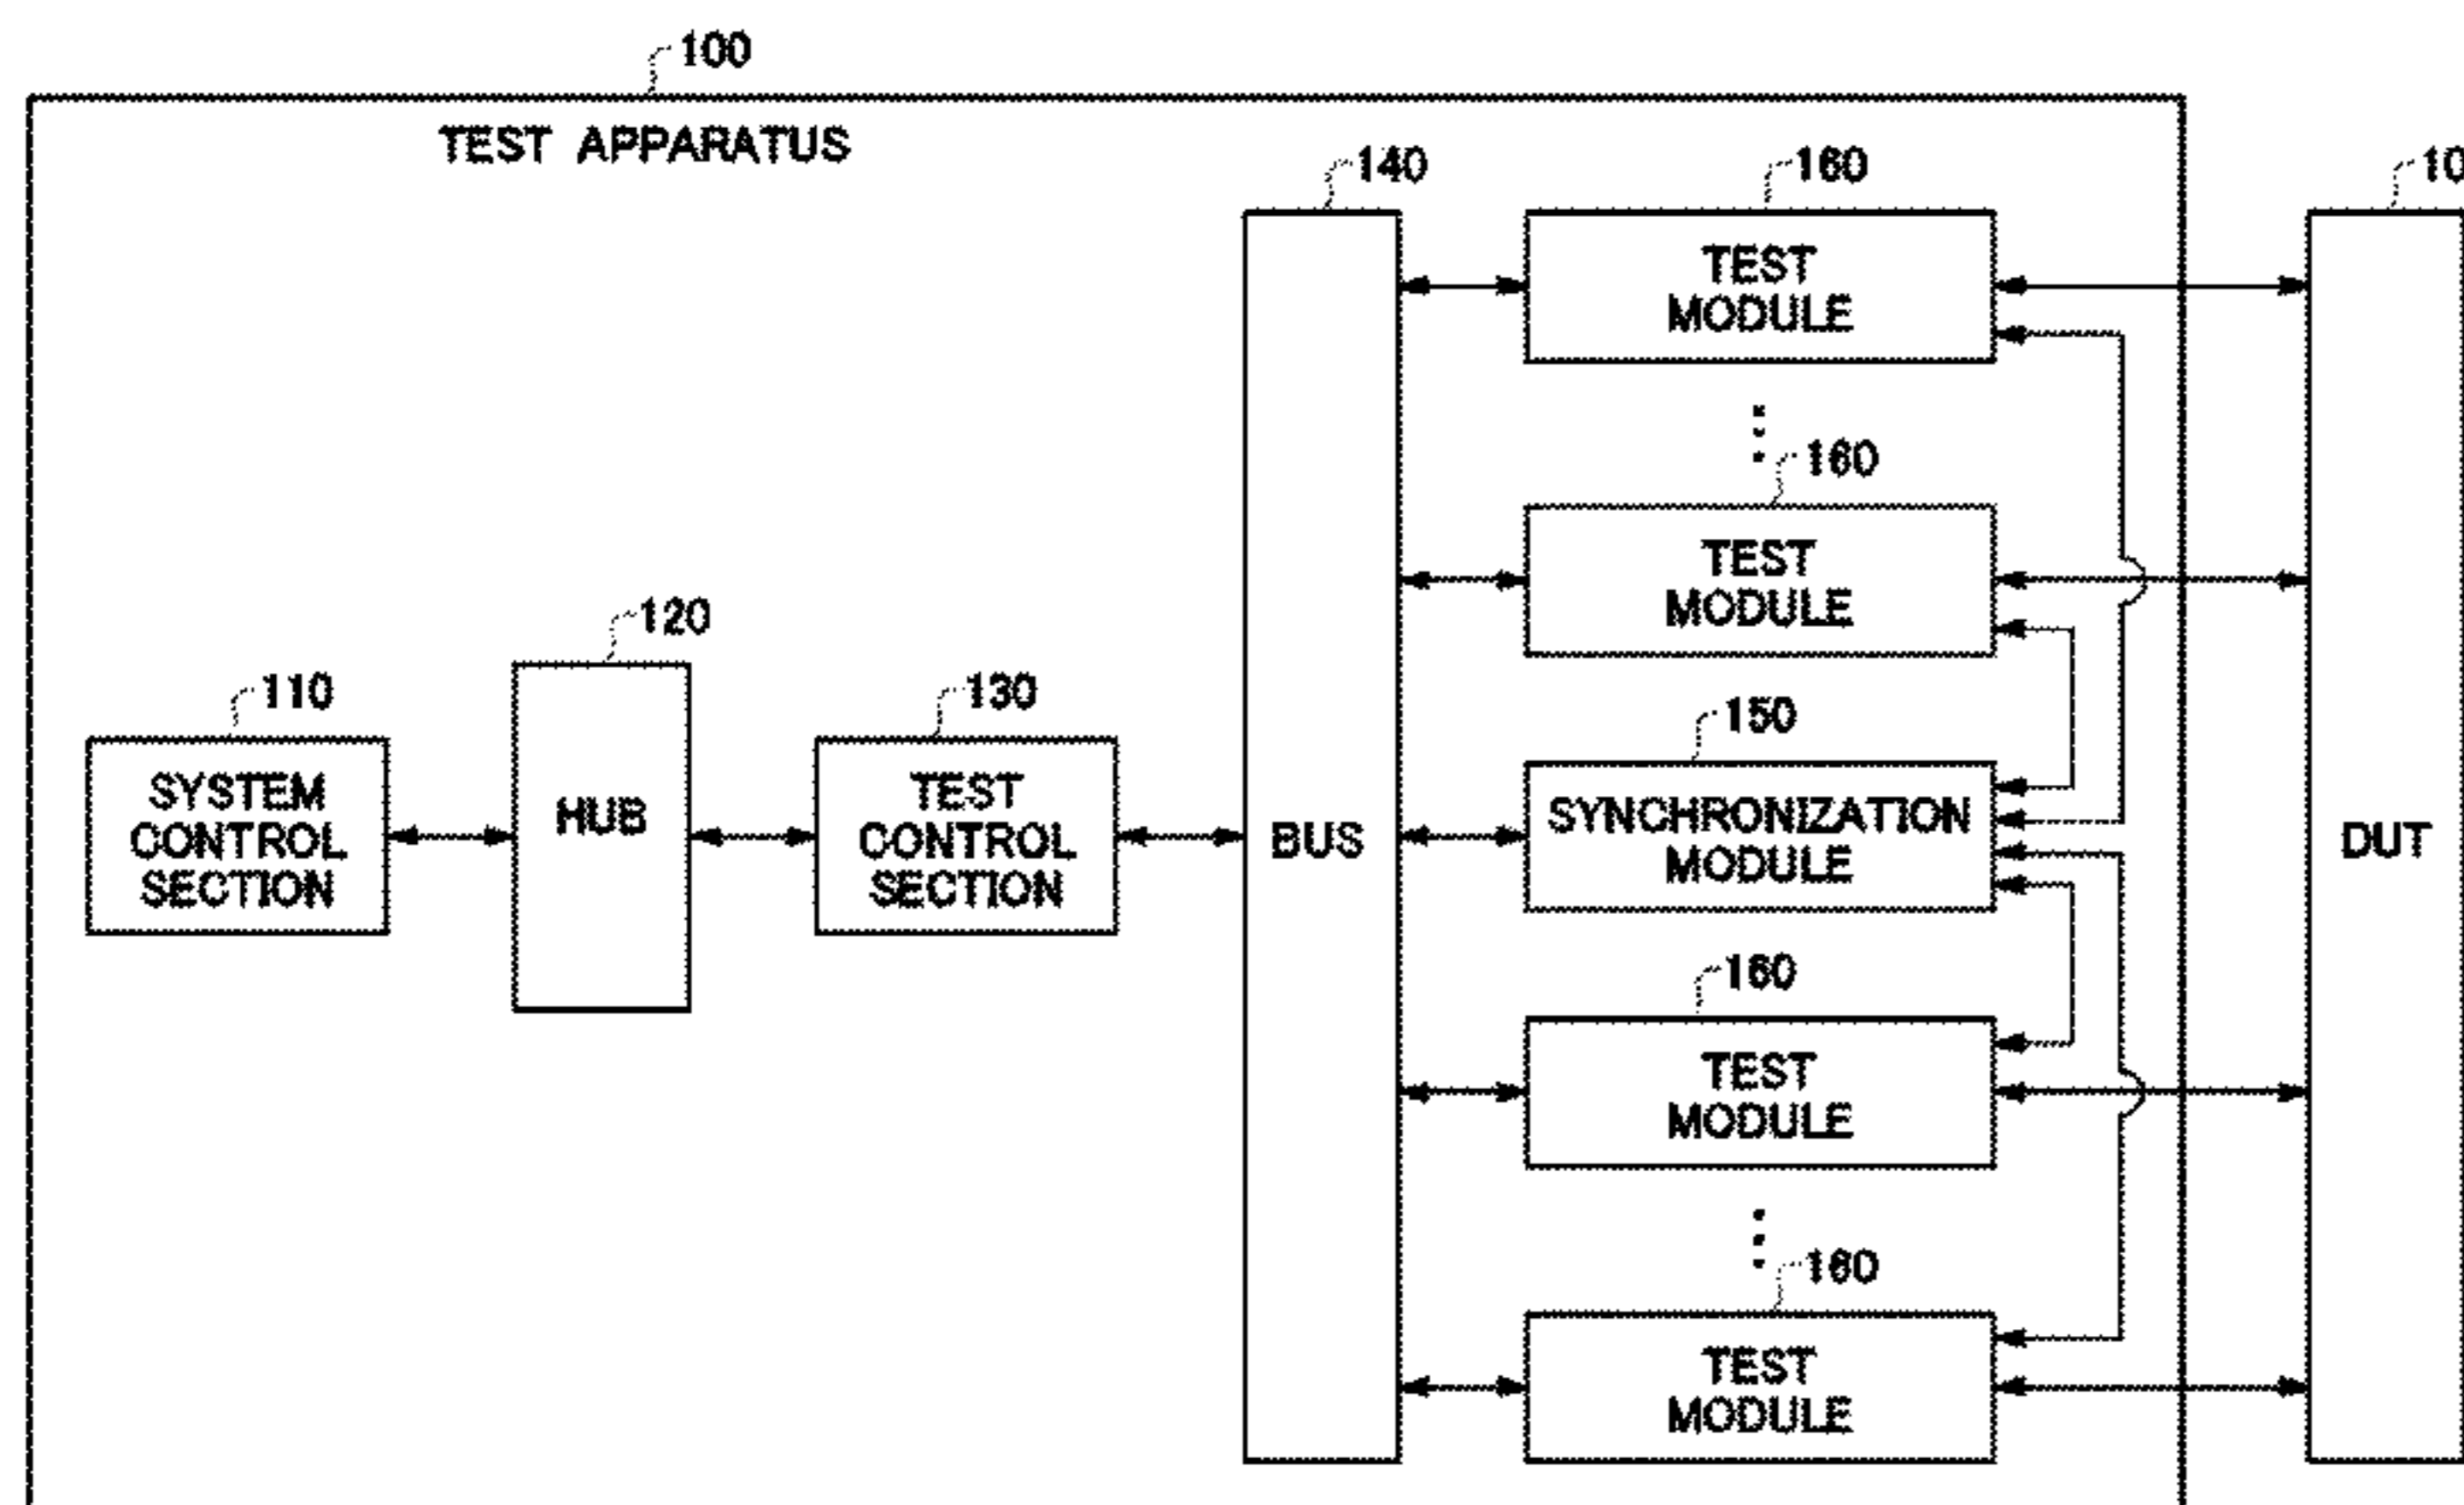 100
TEST APPARATUS
140
160
10
TEST
MODULE
160
TEST
MODULE
120
110
130
150
SYSTEM
CONTROL
SECTION
HUB
TEST
CONTROL
SECTION
BUS
SYNCHRONIZATION
MODULE
DUT
160
TEST
MODULE
160
TEST
MODULE